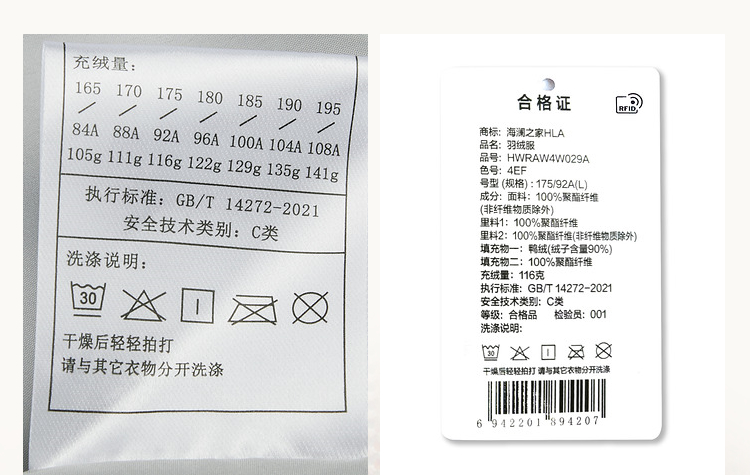 充绒量：
165 170 175 180 185 190 195
/ / / / / / /
84A 88A 92A 96A 100A 104A 108A
105g 111g 116g 122g 129g 135g 141g
执行标准：GB/T 14272-2021
安全技术类别：C类
洗涤说明：
30
干燥后轻轻拍打
请与其它衣物分开洗涤
合格证
RFID
商标：海澜之家HLA
品名：羽绒服
品号：HWRAW4W029A
色号：4EF
号型 (规格)：175/92A(L)
成分：面料：100%聚酯纤维
(非纤维物质除外)
里料1：100%聚酯纤维
里料2：100%聚酯纤维(非纤维物质除外)
填充物一：鸭绒(绒子含量90%)
填充物二：100%聚酯纤维
充绒量：116克
执行标准：GB/T 14272-2021
安全技术类别：C类
等级：合格品 检验员：001
洗涤说明：
30
干燥后轻轻拍打 请与其它衣物分开洗涤
6 942201 894207